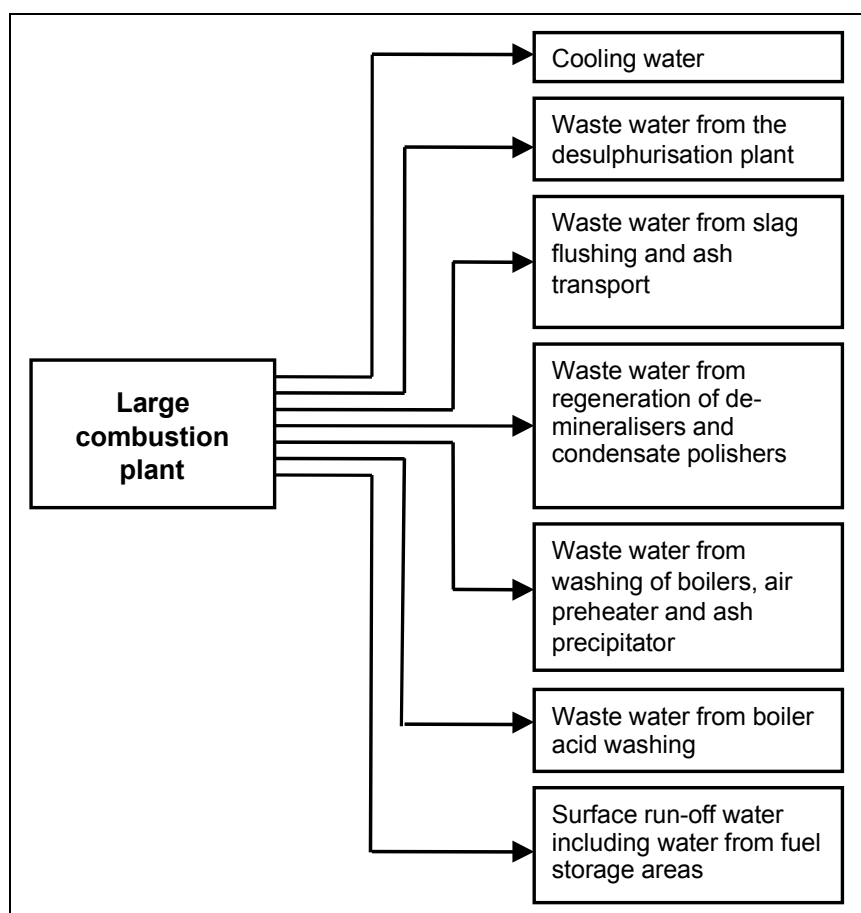 Cooling water
Waste water from the
desulphurisation plant
Waste water from slag
flushing and ash
transport
Large
combustion
plant
Waste water from
regeneration of de-
mineralisers and
condensate polishers
Waste water from
washing of boilers, air
preheater and ash
precipitator
Waste water from boiler
acid washing
Surface run-off water
including water from fuel
storage areas